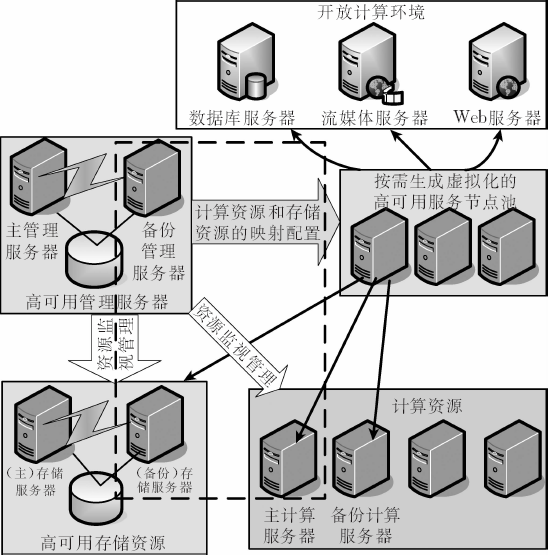 开放计算环境
数据库服务器
流媒体服务器
Web服务器
主管理
服务器
备份
管理
服务器
高可用管理服务器
计算资源和存储
资源的映射配置
按需生成虚拟化的
高可用服务节点池
资源监
视管理
资源监视管理
(主)存储
服务器
(备份)存
储服务器
高可用存储资源
计算资源
主计算
服务器
备份计算
服务器